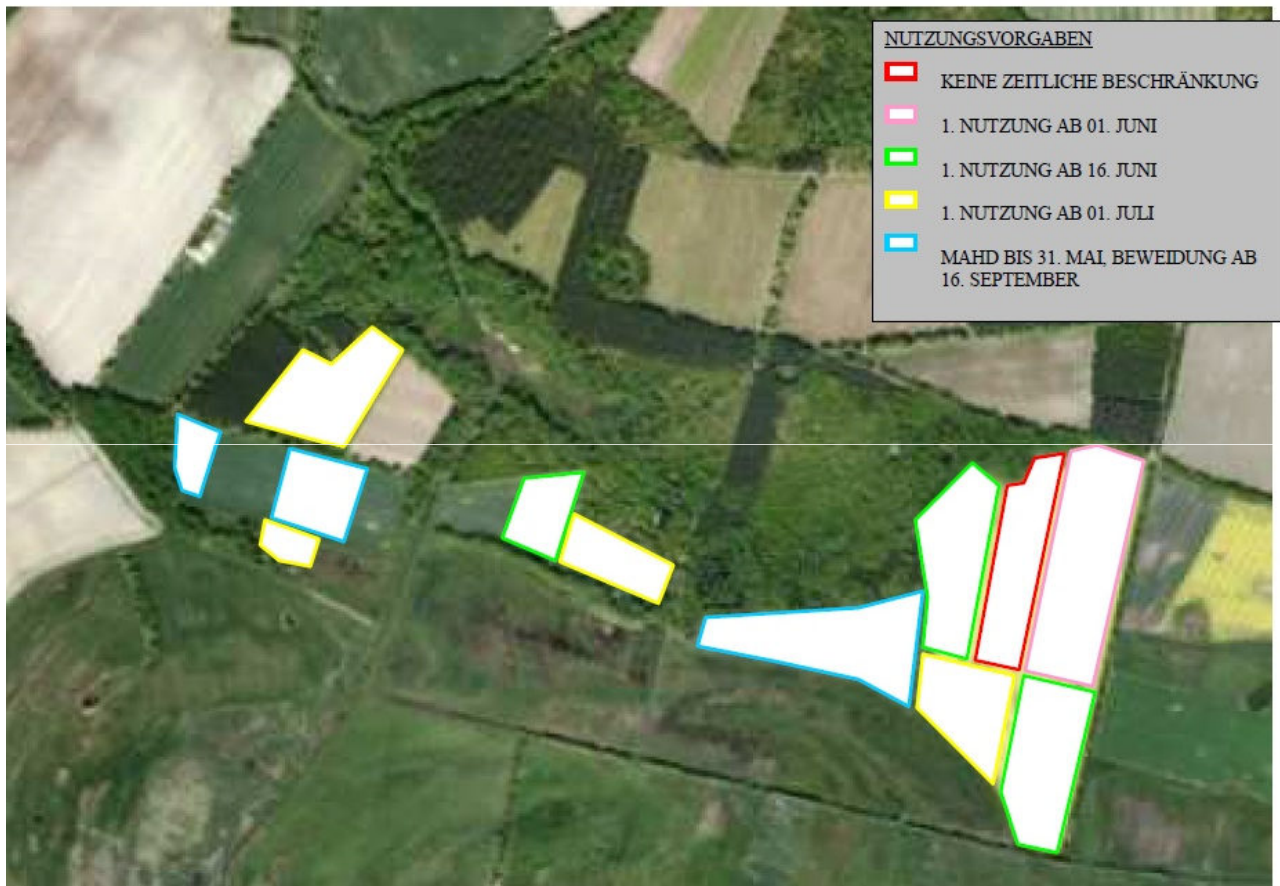 NUTZUNGSVORGABEN
KEINE ZEITLICHE BESCHRÄNKUNG
1. NUTZUNG AB 01. JUNI
1. NUTZUNG AB 16. JUNI
1. NUTZUNG AB 01. JULI
MAHD BIS 31. MAI, BEWEIDUNG AB
16. SEPTEMBER